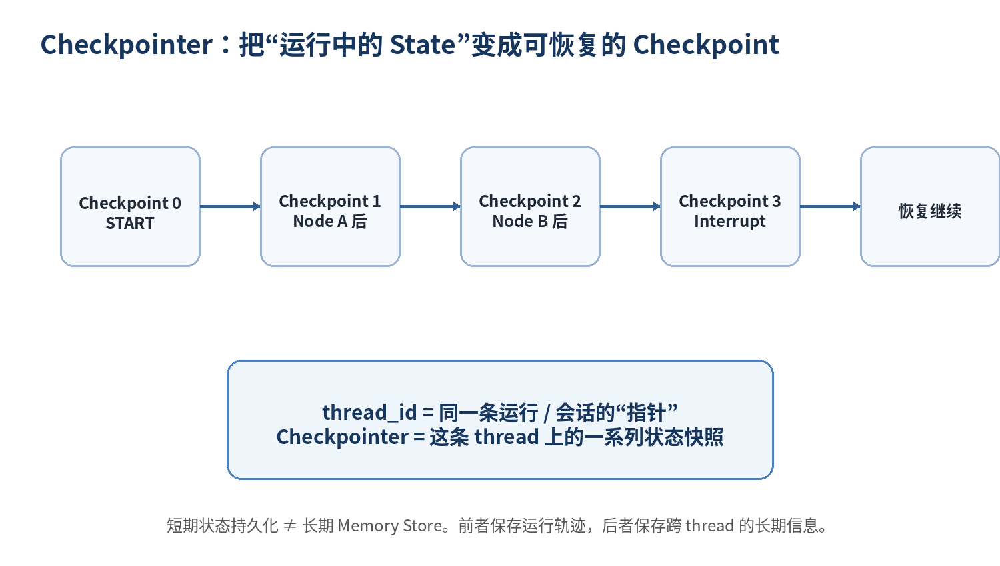 Checkpointer：把“运行中的 State”变成可恢复的 Checkpoint
Checkpoint 0
START
Checkpoint 1
Node A 后
Checkpoint 2
Node B 后
Checkpoint 3
Interrupt
恢复继续
thread_id = 同一条运行 / 会话的“指针”
Checkpointer = 这条 thread 上的一系列状态快照
短期状态持久化 ≠ 长期 Memory Store。前者保存运行轨迹，后者保存跨 thread 的长期信息。